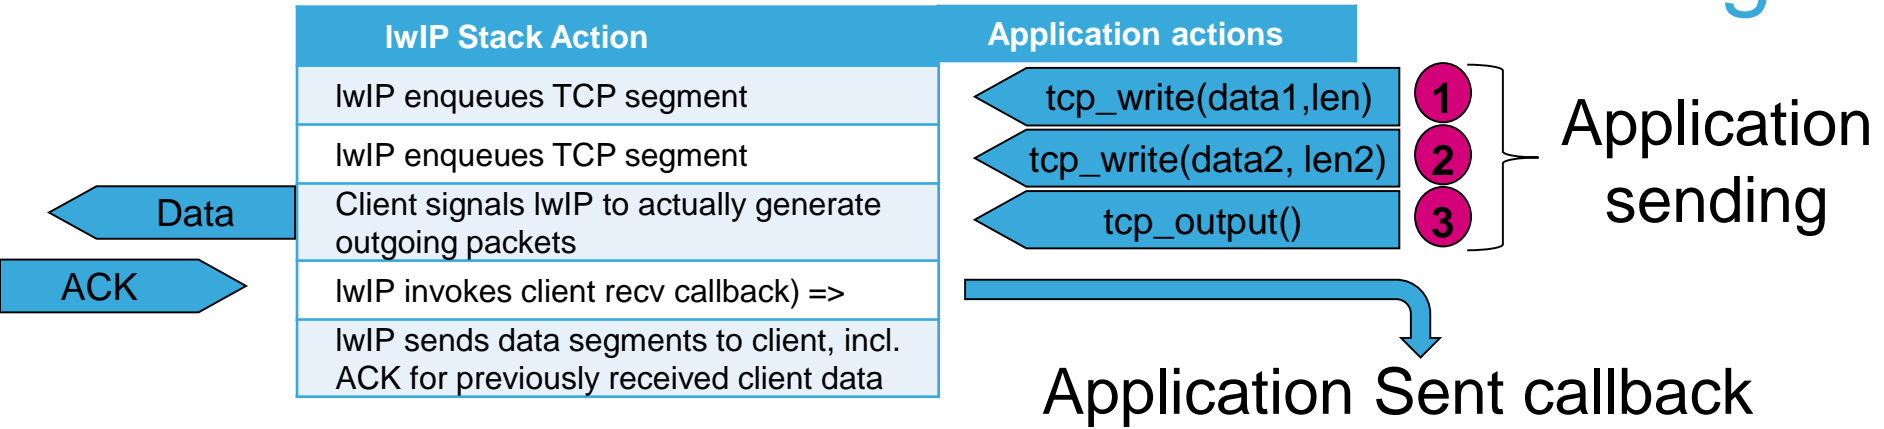 g
lwIP Stack Action
Application actions
lwIP enqueues TCP segment
tcp_write(data1,len)
1
lwIP enqueues TCP segment
tcp_write(data2, len2)
2
Application
sending
Data
Client signals lwIP to actually generate
outgoing packets
tcp_output()
3
ACK
lwIP invokes client recv callback) =>
lwIP sends data segments to client, incl.
ACK for previously received client data
Application Sent callback